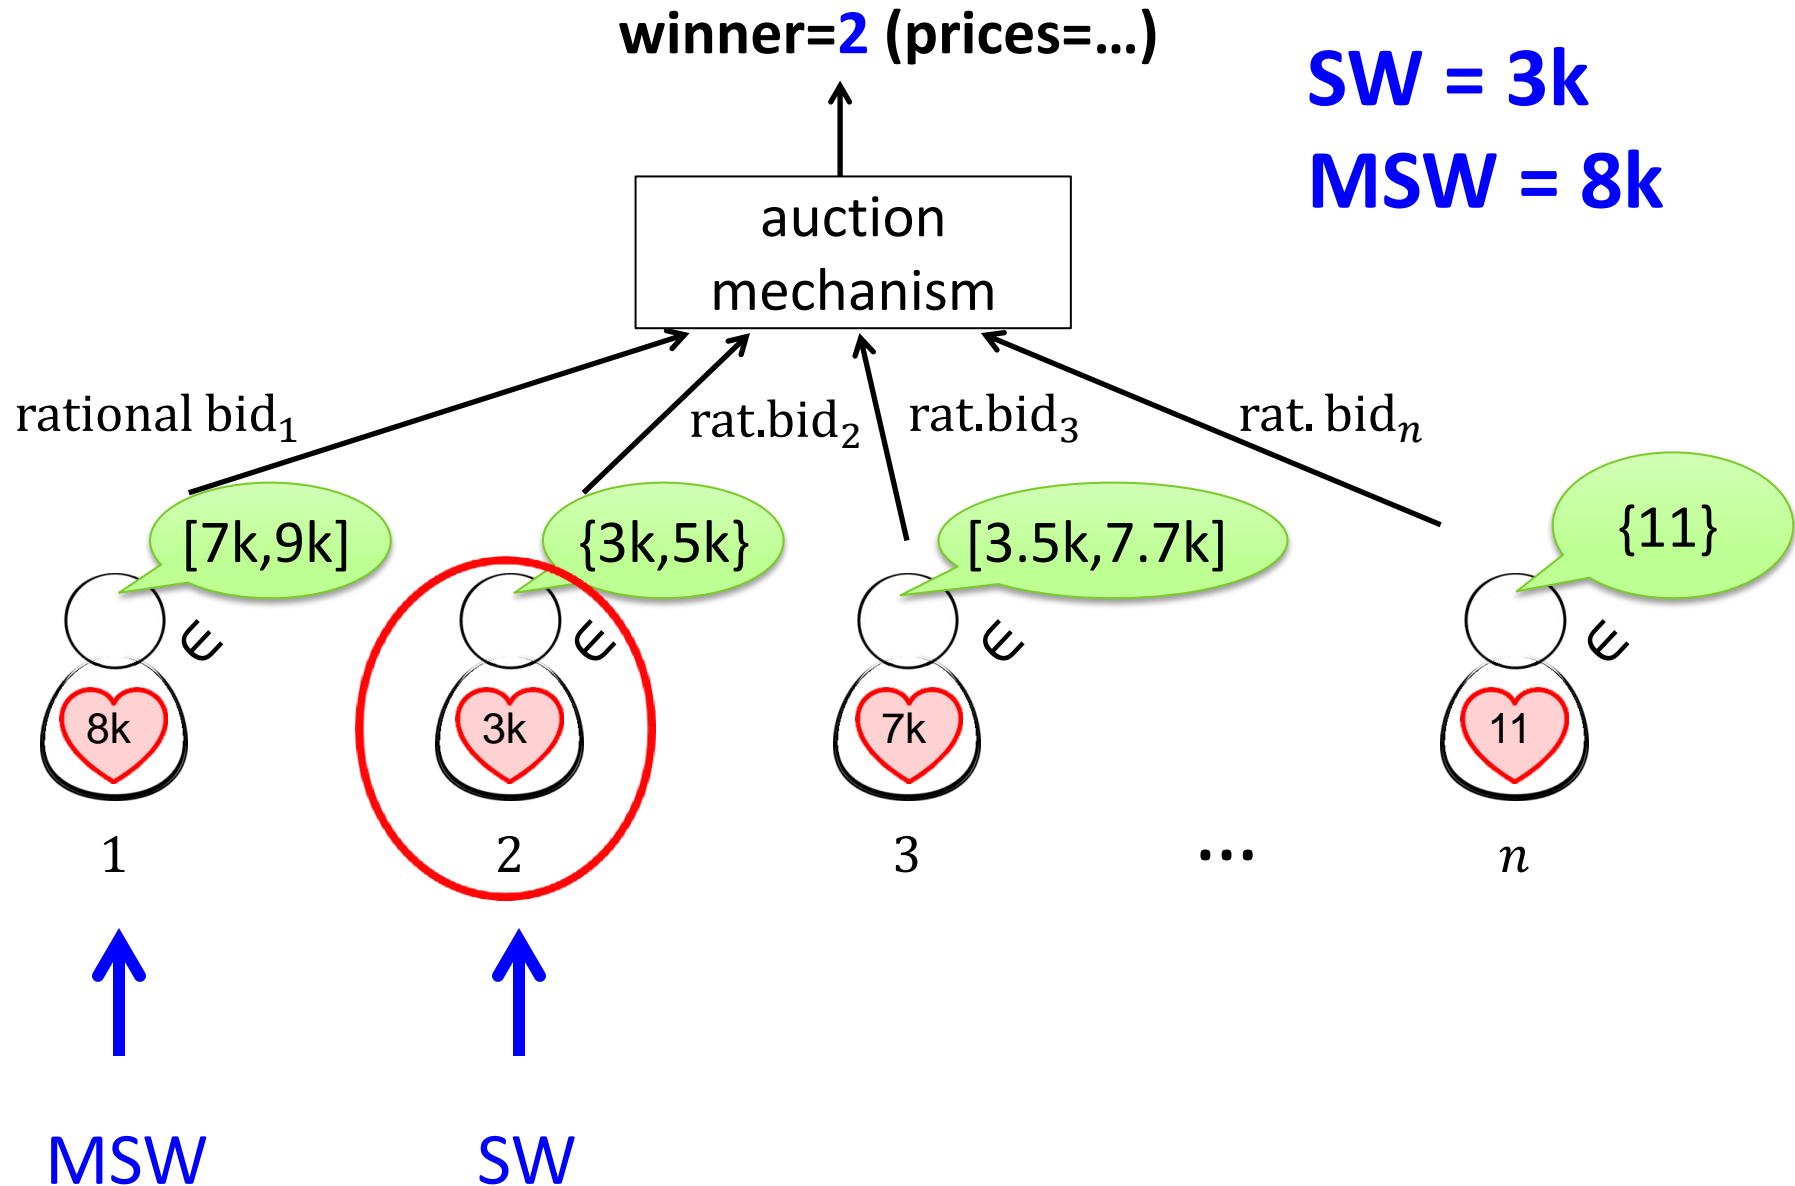 winner=2 (prices=...)
SW = 3k
MSW = 8k
auction
mechanism
rational bid₁
rat.bid₂
rat.bid₃
rat. bidₙ
[7k,9k]
{3k,5k}
[3.5k,7.7k]
{11}
∈
∈
∈
∈
8k
3k
7k
11
1
2
3
...
n
MSW
SW